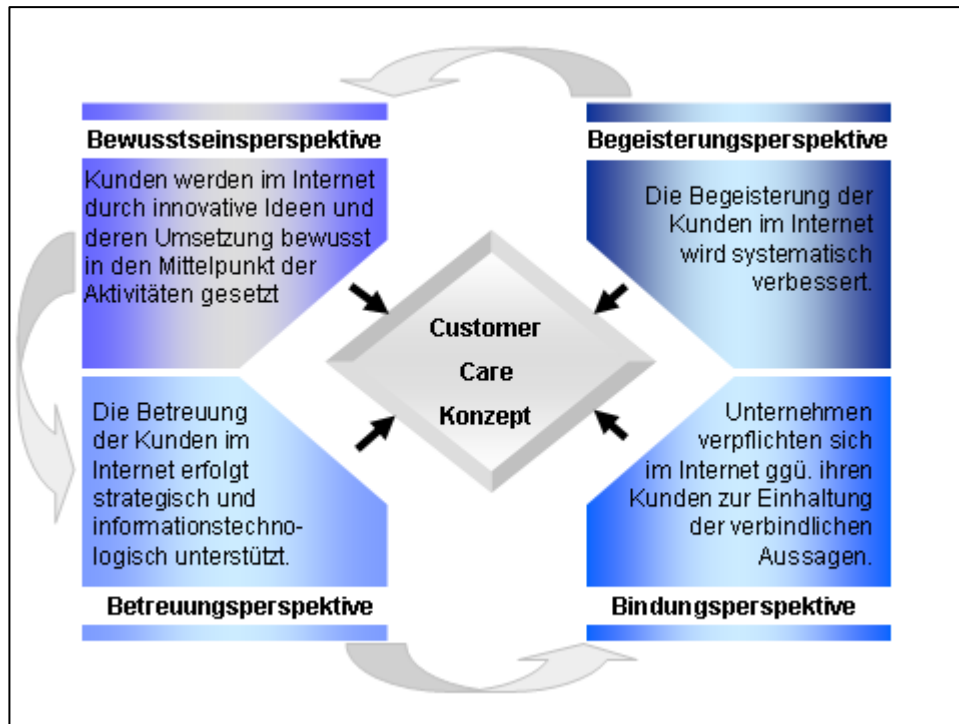 Bewusstseinsperspektive
Kunden werden im Internet
durch innovative Ideen und
deren Umsetzung bewusst
in den Mittelpunkt der
Aktivitäten gesetzt
Begeisterungsperspektive
Die Begeisterung der
Kunden im Internet
wird systematisch
verbessert.
Customer
Care
Konzept
Die Betreuung
der Kunden im
Internet erfolgt
strategisch und
informationstechno-
logisch unterstützt.
Betreuungsperspektive
Unternehmen
verpflichten sich
im Internet ggü. ihren
Kunden zur Einhaltung
der verbindlichen
Aussagen.
Bindungsperspektive